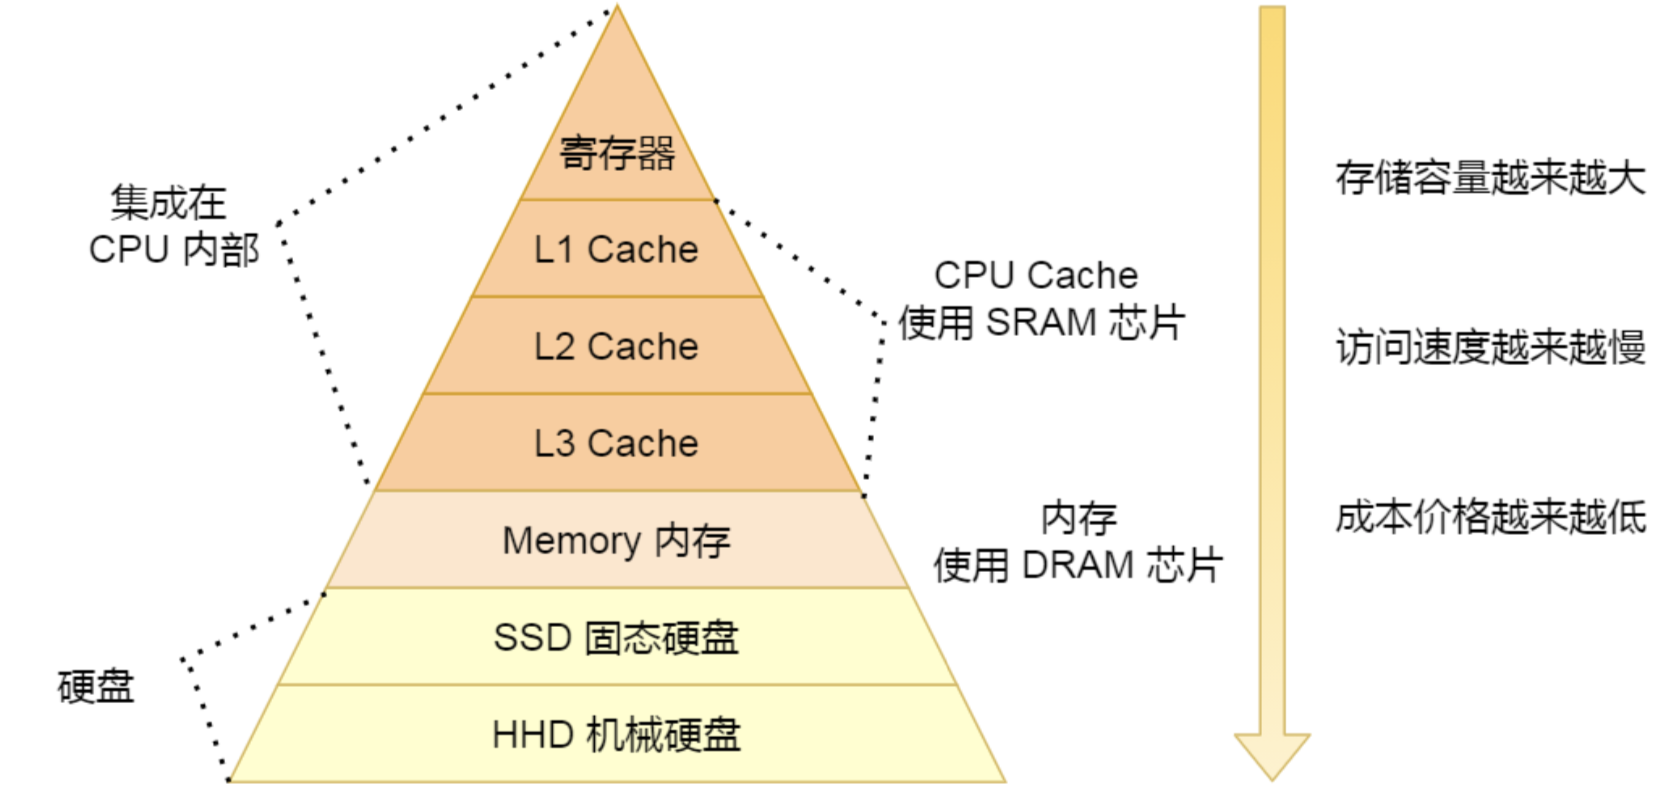 寄存器
集成在
CPU 内部
L1 Cache
L2 Cache
L3 Cache
CPU Cache
使用 SRAM 芯片
Memory 内存
内存
使用 DRAM 芯片
硬盘
SSD 固态硬盘
HHD 机械硬盘
存储容量越来越大
访问速度越来越慢
成本价格越来越低